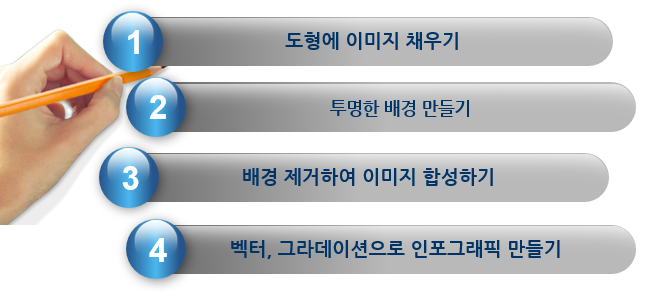 1 도형에 이미지 채우기
2 투명한 배경 만들기
3 배경 제거하여 이미지 합성하기
4 벡터, 그라데이션으로 인포그래픽 만들기